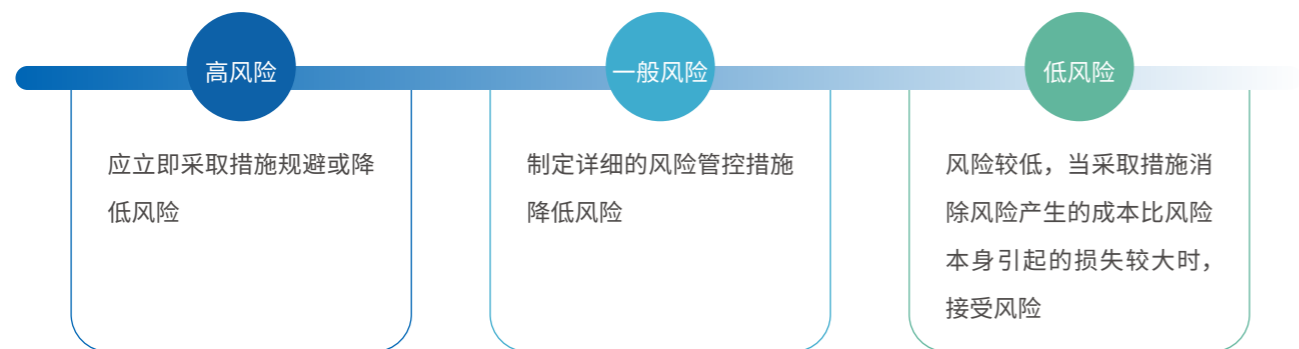 高风险
应立即采取措施规避或降
低风险
一般风险
制定详细的风险管控措施
降低风险
低风险
风险较低，当采取措施消
除风险产生的成本比风险
本身引起的损失较大时，
接受风险